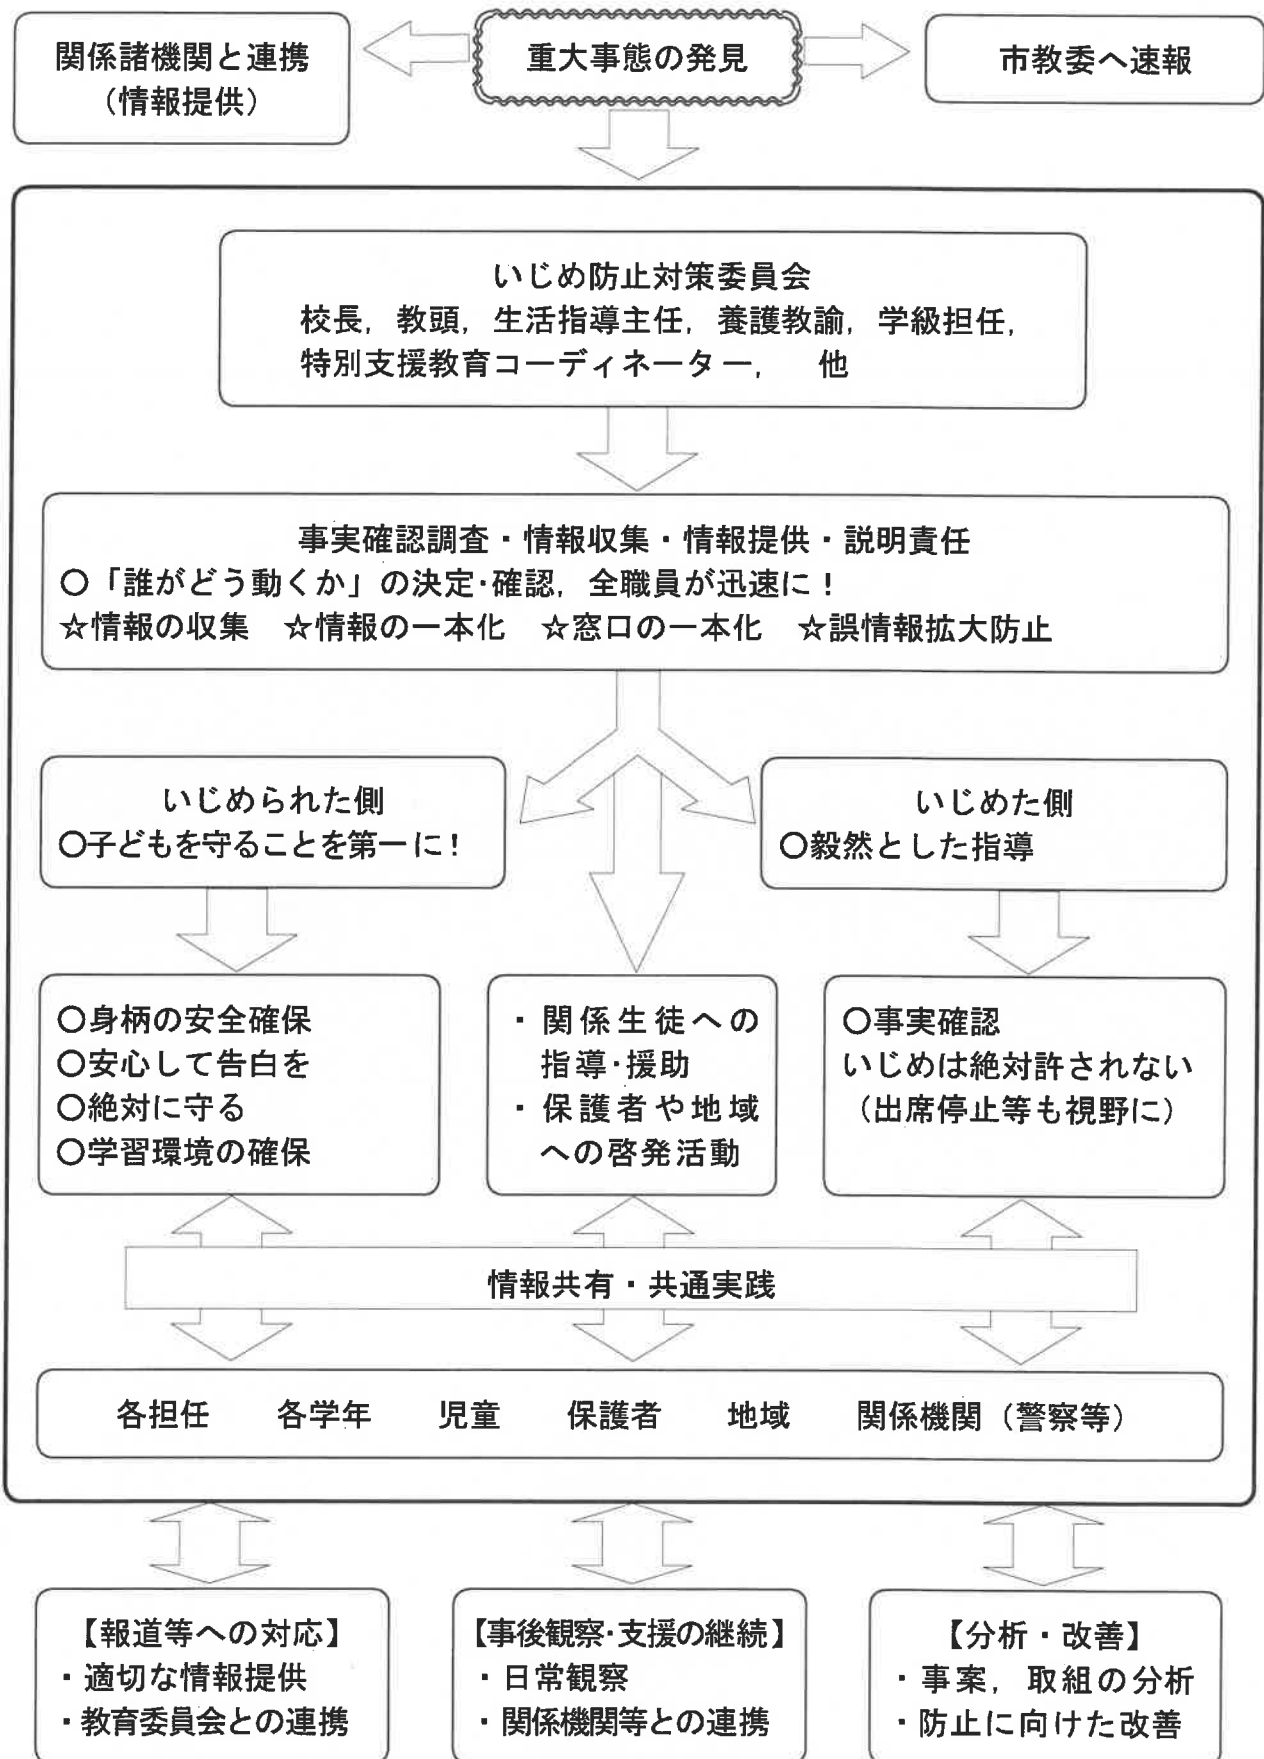 関係諸機関と連携
（情報提供）
重大事態の発見
市教委へ速報
いじめ防止対策委員会
校長，教頭，生活指導主任，養護教諭，学級担任，
特別支援教育コーディネーター，　他
事実確認調査・情報収集・情報提供・説明責任
○「誰がどう動くか」の決定･確認，全職員が迅速に！
☆情報の収集　☆情報の一本化　☆窓口の一本化　☆誤情報拡大防止
いじめられた側
○子どもを守ることを第一に！
いじめた側
○毅然とした指導
○身柄の安全確保
○安心して告白を
○絶対に守る
○学習環境の確保
・関係生徒への
指導･援助
・保護者や地域
への啓発活動
○事実確認
いじめは絶対許されない
（出席停止等も視野に）
情報共有・共通実践
各担任　各学年　児童　保護者　地域　関係機関（警察等）
【報道等への対応】
・適切な情報提供
・教育委員会との連携
【事後観察･支援の継続】
・日常観察
・関係機関等との連携
【分析・改善】
・事案，取組の分析
・防止に向けた改善